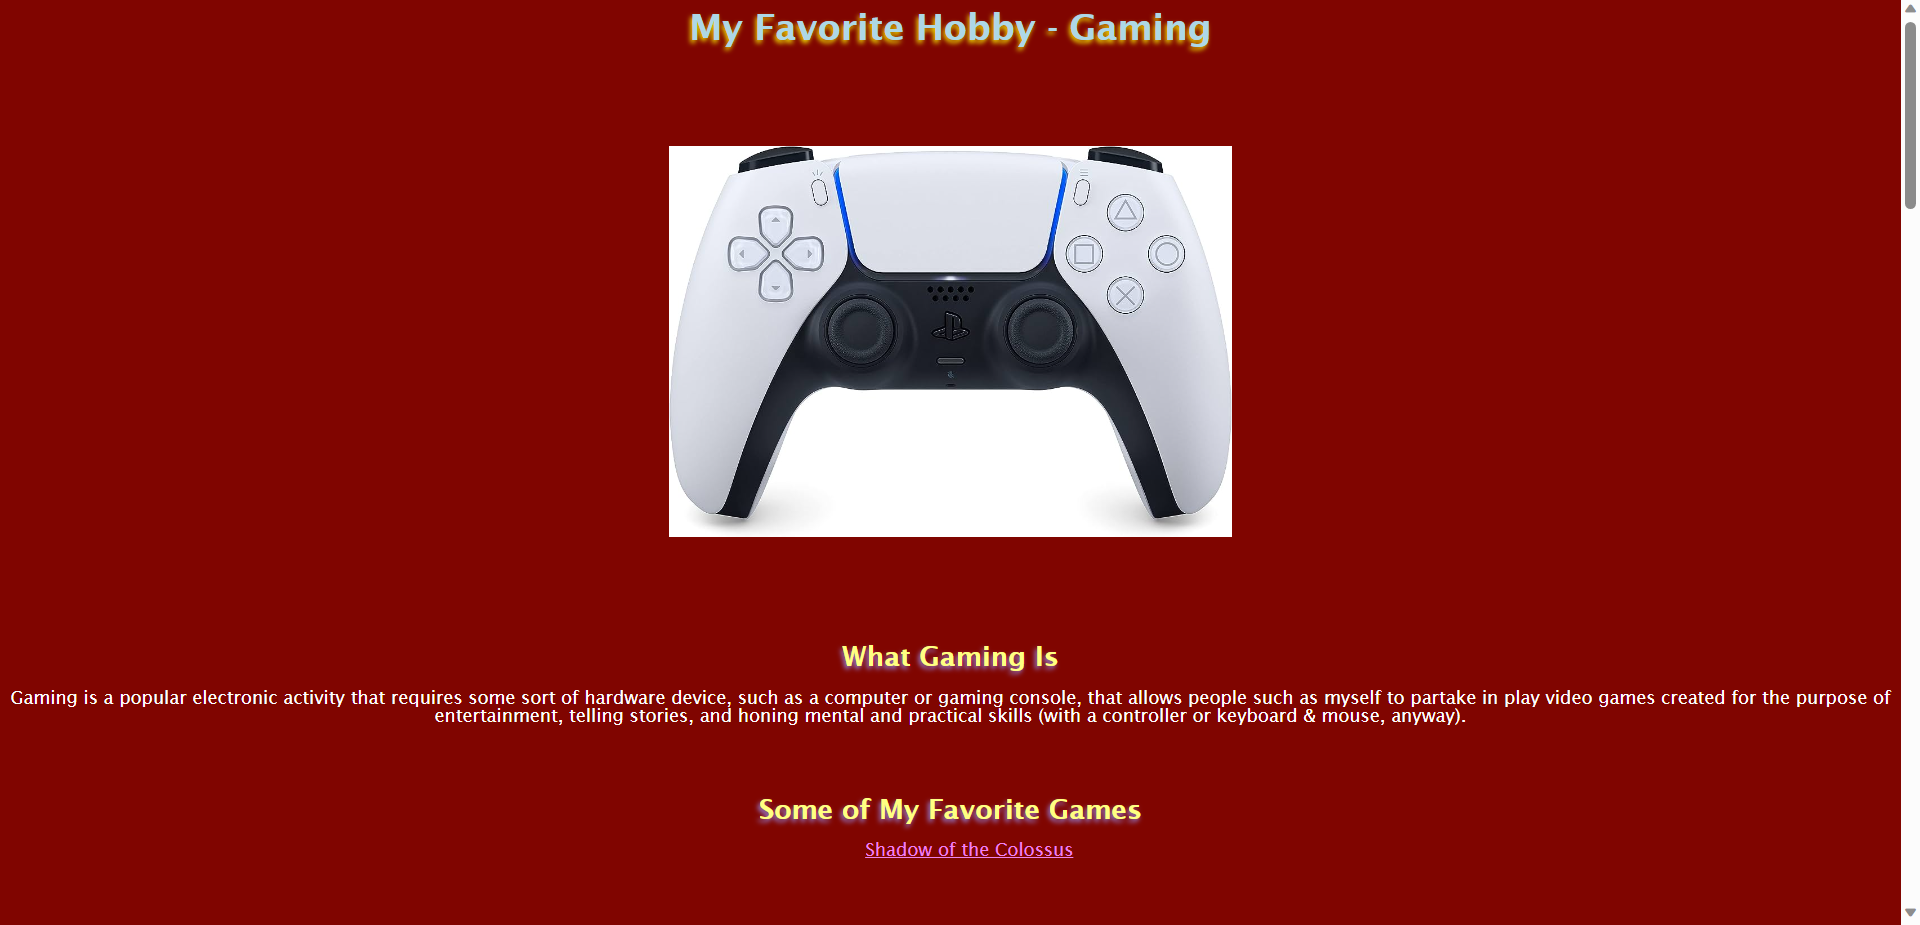 My Favorite Hobby - Gaming
What Gaming Is
Gaming is a popular electronic activity that requires some sort of hardware device, such as a computer or gaming console, that allows people such as myself to partake in play video games created for the purpose of
entertainment, telling stories, and honing mental and practical skills (with a controller or keyboard & mouse, anyway).
Some of My Favorite Games
Shadow of the Colossus